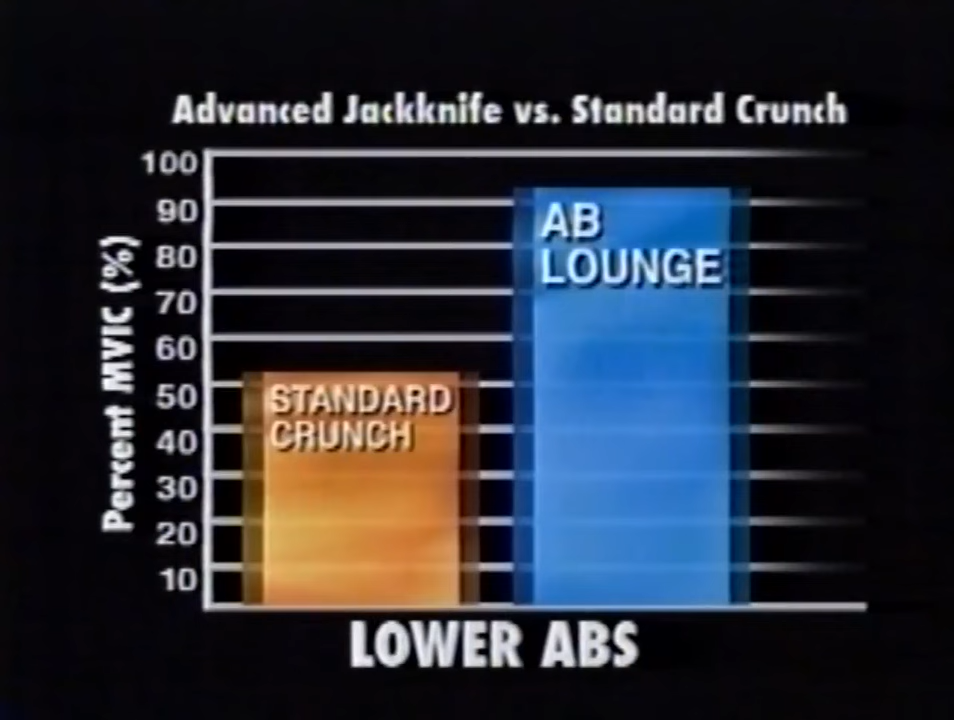 Advanced Jackknife vs. Standard Crunch
Percent MVIC (%)
100
90
80
70
60
50
40
30
20
10
STANDARD
CRUNCH
AB
LOUNGE
LOWER ABS